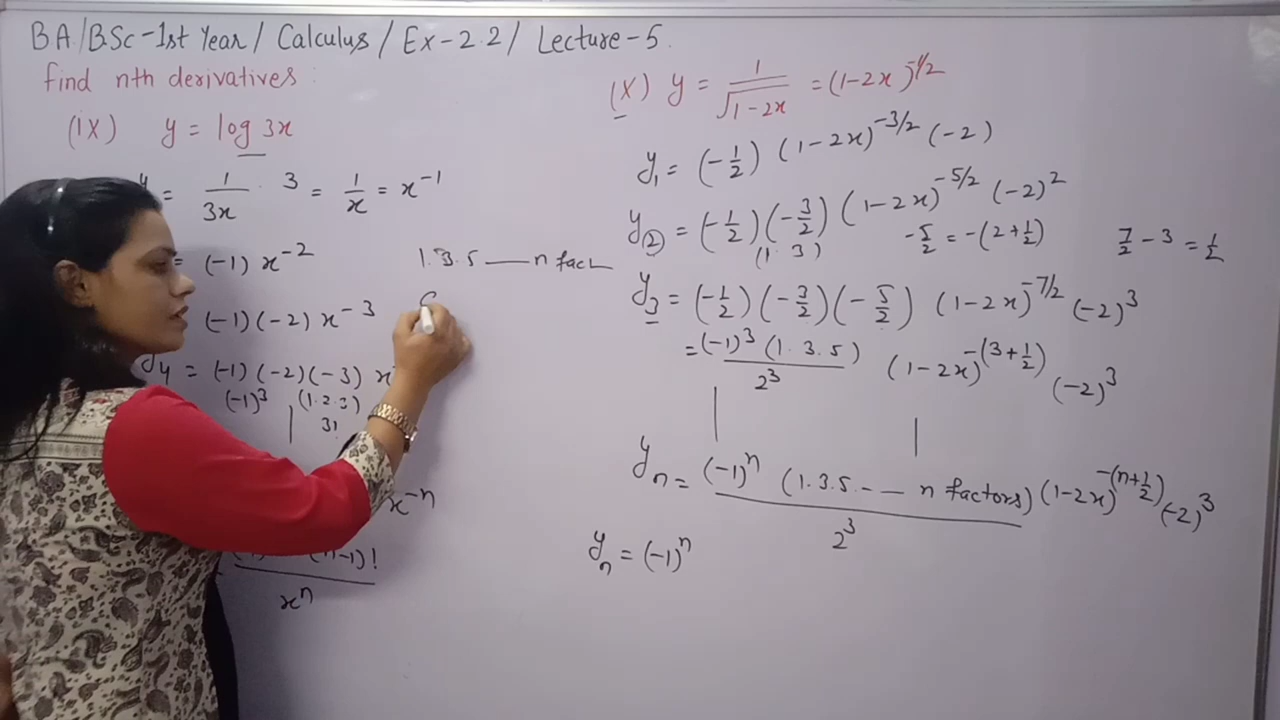 BA/BSc-1st Year/ Calculus/ Ex-2.2/ Lecture-5.
find nth derivatives :
(ix) y = log 3x
= 1/3x · 3 = 1/x = x^-1
= (-1) x^-2
(-1)(-2) x^-3
y4 = (-1)(-2)(-3) x
(-1)^3 (1.2.3)
3!
x^-n
(n-1)!
x^n
1.3.5 —— n fact
(x) y = 1/√(1-2x) = (1-2x)^-1/2
y1 = (-1/2) (1-2x)^-3/2 (-2)
y2 = (-1/2)(-3/2) (1-2x)^-5/2 (-2)^2
(1. 3)
-5/2 = -(2+1/2)
7/2 - 3 = 1/2
y3 = (-1/2)(-3/2)(-5/2) (1-2x)^-7/2 (-2)^3
= (-1)^3 (1.3.5)/2^3 (1-2x)^-(3+1/2) (-2)^3
yn = (-1)^n (1.3.5.-— n factors)/2^3 (1-2x)^-(n+1/2) (-2)^3
yn = (-1)^n